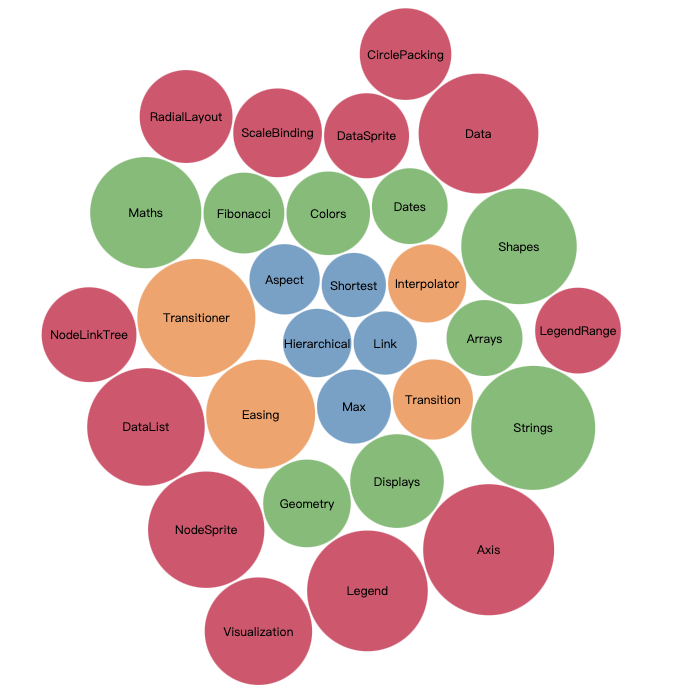 CirclePacking
RadialLayout
ScaleBinding
DataSprite
Data
Maths
Fibonacci
Colors
Dates
Shapes
Aspect
Shortest
Interpolator
Transitioner
NodeLinkTree
Hierarchical
Link
Arrays
LegendRange
Easing
Max
Transition
DataList
Strings
Geometry
Displays
NodeSprite
Axis
Legend
Visualization